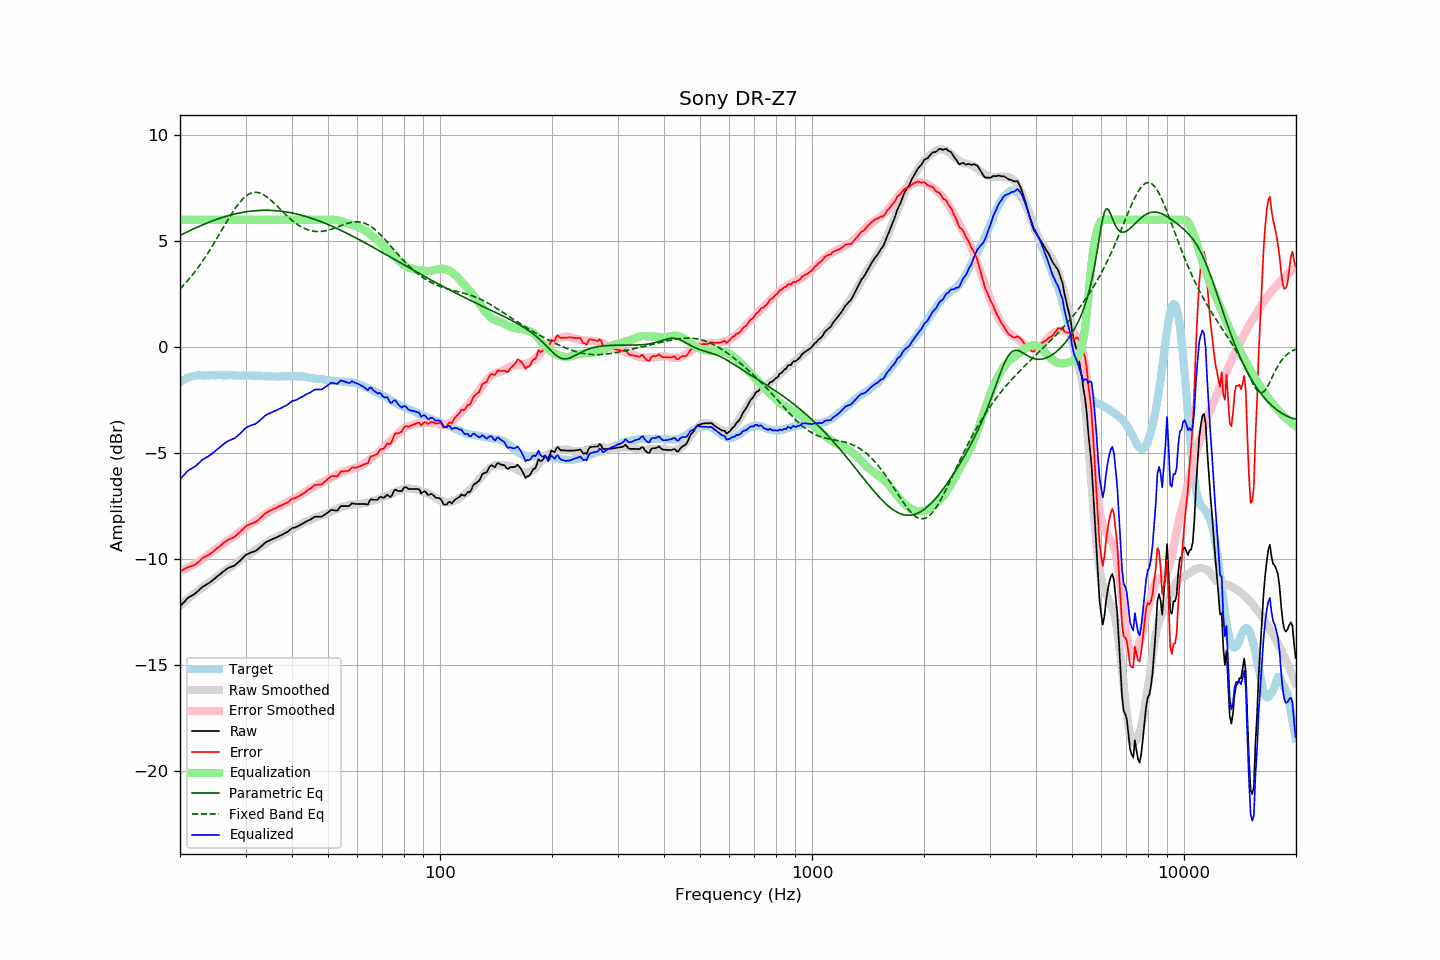 Sony DR-Z7
Amplitude (dBr)
10
5
0
−5
−10
−15
−20
Target
Raw Smoothed
Error Smoothed
Raw
Error
Equalization
Parametric Eq
Fixed Band Eq
Equalized
100
1000
10000
Frequency (Hz)